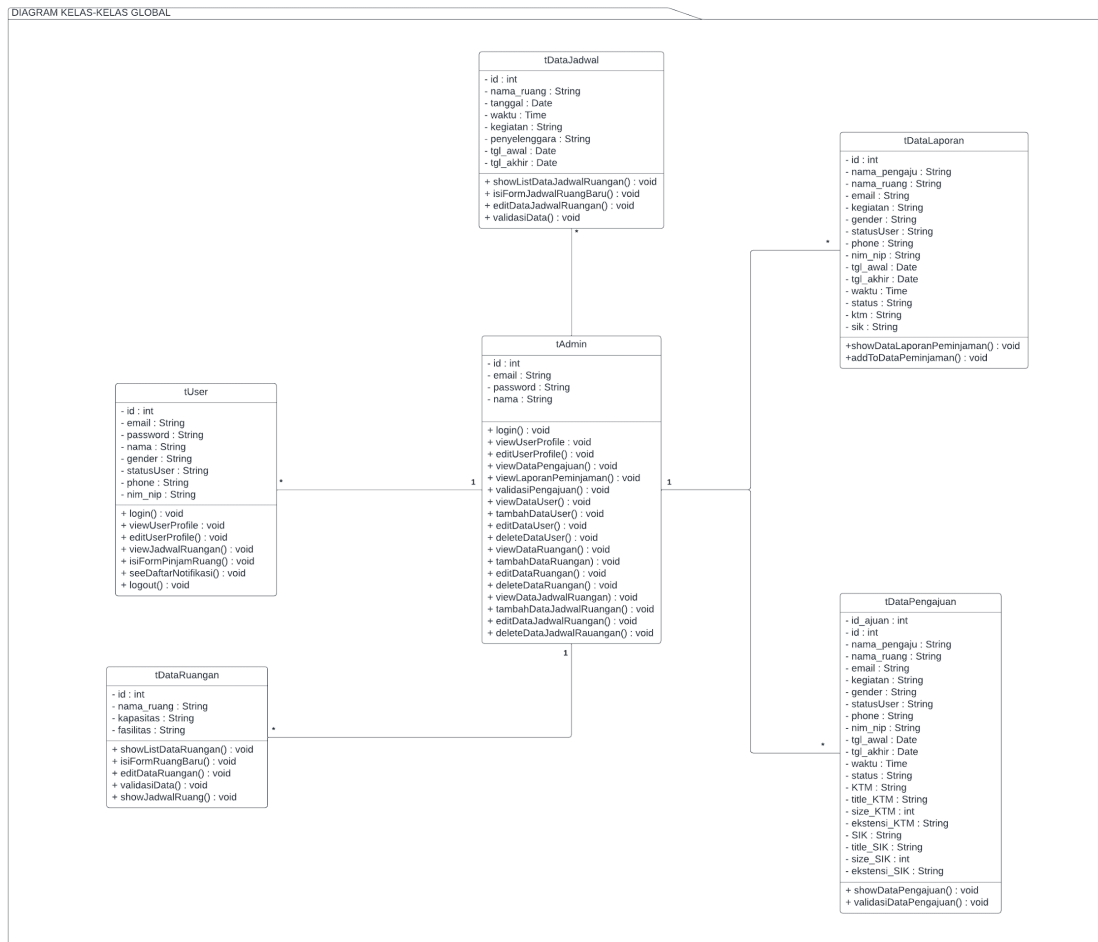 DIAGRAM KELAS-KELAS GLOBAL
tDataJadwal
- id : int
- nama_ruang : String
- tanggal : Date
- waktu : Time
- kegiatan : String
- penyelenggara : String
- tgl_awal : Date
- tgl_akhir : Date
+ showListDataJadwalRuangan() : void
+ isiFormJadwalRuangBaru() : void
+ editDataJadwalRuangan() : void
+ validasiData() : void
*
tDataLaporan
- id : int
- nama_pengaju : String
- nama_ruang : String
- email : String
- kegiatan : String
- gender : String
- statusUser : String
- phone : String
- nim_nip : String
- tgl_awal : Date
- tgl_akhir : Date
- waktu : Time
- status : String
- ktm : String
- sik : String
+showDataLaporanPeminjaman() : void
+addToDataPeminjaman() : void
*
tAdmin
- id : int
- email : String
- password : String
- nama : String
+ login() : void
+ viewUserProfile : void
+ editUserProfile() : void
+ viewDataPengajuan() : void
+ viewLaporanPeminjaman() : void
+ validasiPengajuan() : void
+ viewDataUser() : void
+ tambahDataUser() : void
+ editDataUser() : void
+ deleteDataUser() : void
+ viewDataRuangan() : void
+ tambahDataRuangan) : void
+ editDataRuangan() : void
+ deleteDataRuangan() : void
+ viewDataJadwalRuangan) : void
+ tambahDataJadwalRuangan() : void
+ editDataJadwalRuangan() : void
+ deleteDataJadwalRauangan() : void
1
1
1
tUser
- id : int
- email : String
- password : String
- nama : String
- gender : String
- statusUser : String
- phone : String
- nim_nip : String
+ login() : void
+ viewUserProfile : void
+ editUserProfile() : void
+ viewJadwalRuangan() : void
+ isiFormPinjamRuang() : void
+ seeDaftarNotifikasi() : void
+ logout() : void
*
tDataRuangan
- id : int
- nama_ruang : String
- kapasitas : String
- fasilitas : String
+ showListDataRuangan() : void
+ isiFormRuangBaru() : void
+ editDataRuangan() : void
+ validasiData() : void
+ showJadwalRuang() : void
*
tDataPengajuan
- id_ajuan : int
- id : int
- nama_pengaju : String
- nama_ruang : String
- email : String
- kegiatan : String
- gender : String
- statusUser : String
- phone : String
- nim_nip : String
- tgl_awal : Date
- tgl_akhir : Date
- waktu : Time
- status : String
- KTM : String
- title_KTM : String
- size_KTM : int
- ekstensi_KTM : String
- SIK : String
- title_SIK : String
- size_SIK : int
- ekstensi_SIK : String
+ showDataPengajuan() : void
+ validasiDataPengajuan() : void
*